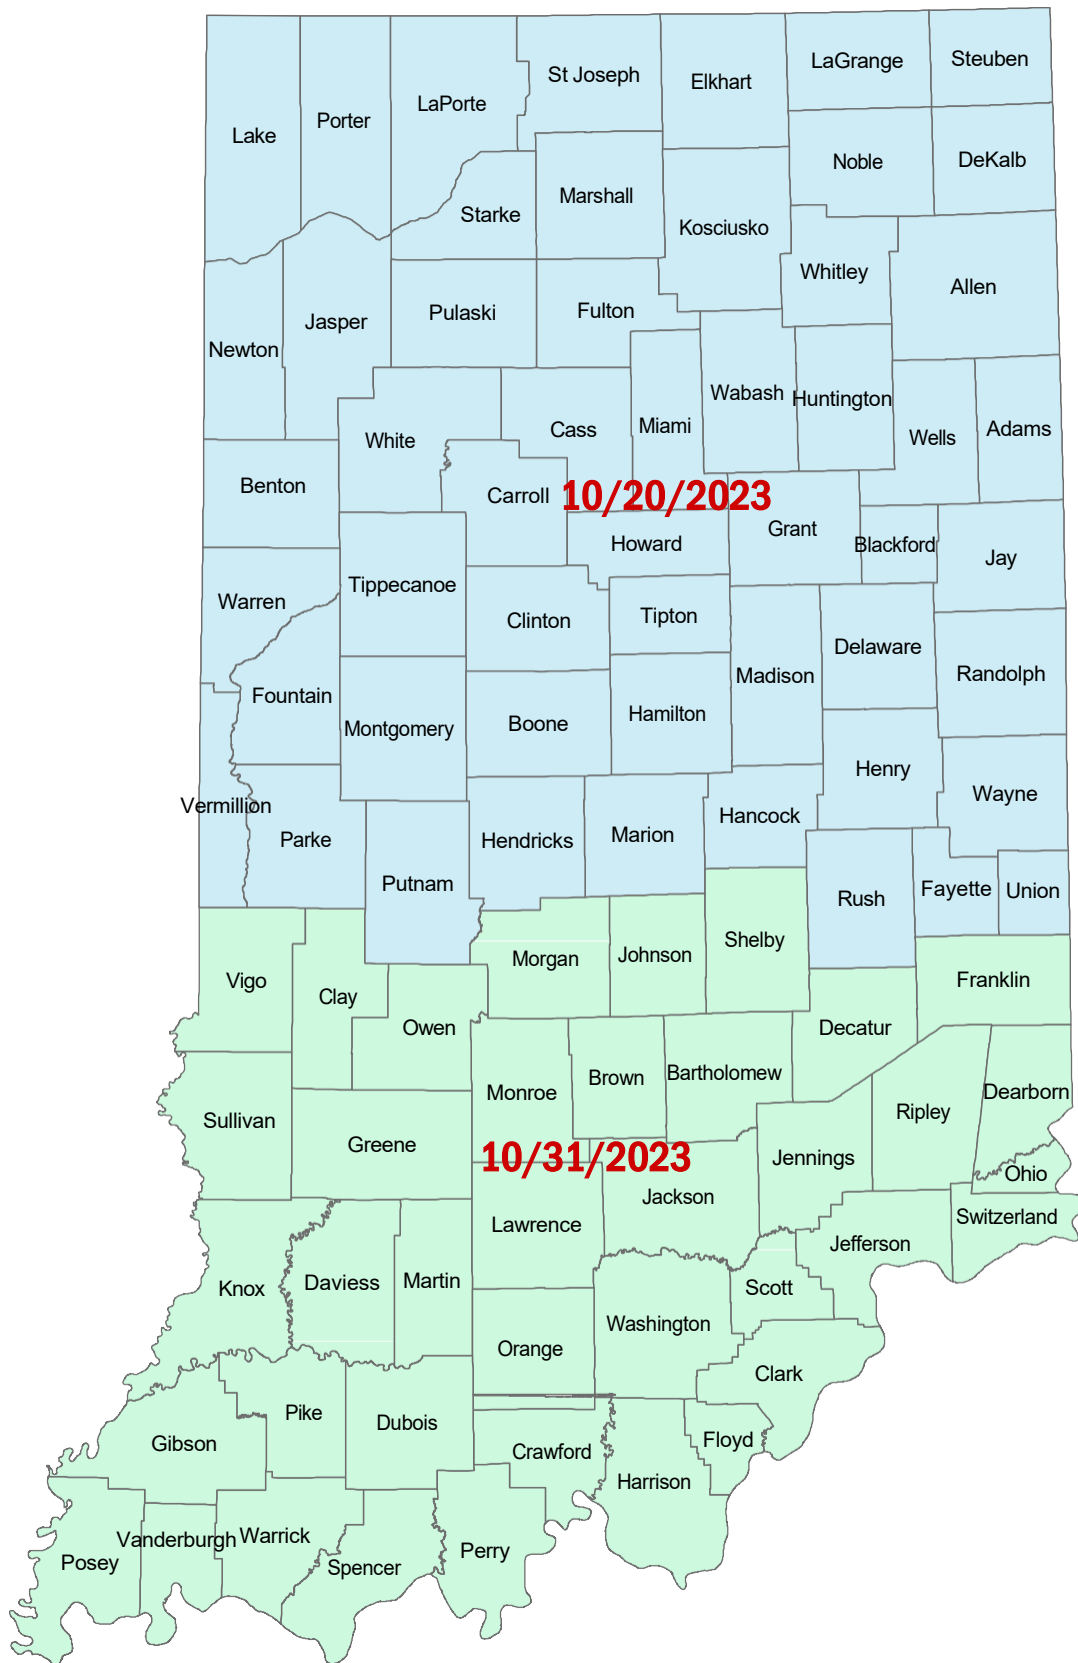 Steuben
LaGrange
St Joseph
Elkhart
LaPorte
Porter
Lake
Noble
DeKalb
Marshall
Starke
Kosciusko
Whitley
Allen
Fulton
Pulaski
Jasper
Newton
Wabash
Huntington
Miami
Cass
White
Wells
Adams
Benton
Carroll
10/20/2023
Grant
Howard
Blackford
Jay
Tippecanoe
Warren
Clinton
Tipton
Delaware
Madison
Randolph
Fountain
Montgomery
Boone
Hamilton
Henry
Wayne
Vermillion
Parke
Hendricks
Marion
Hancock
Putnam
Rush
Fayette
Union
Shelby
Morgan
Johnson
Franklin
Vigo
Clay
Owen
Decatur
Brown
Bartholomew
Monroe
Dearborn
Ripley
Sullivan
Greene
10/31/2023
Jennings
Ohio
Jackson
Lawrence
Switzerland
Jefferson
Knox
Daviess
Martin
Scott
Washington
Orange
Clark
Pike
Dubois
Gibson
Crawford
Floyd
Harrison
Vanderburgh
Warrick
Posey
Spencer
Perry